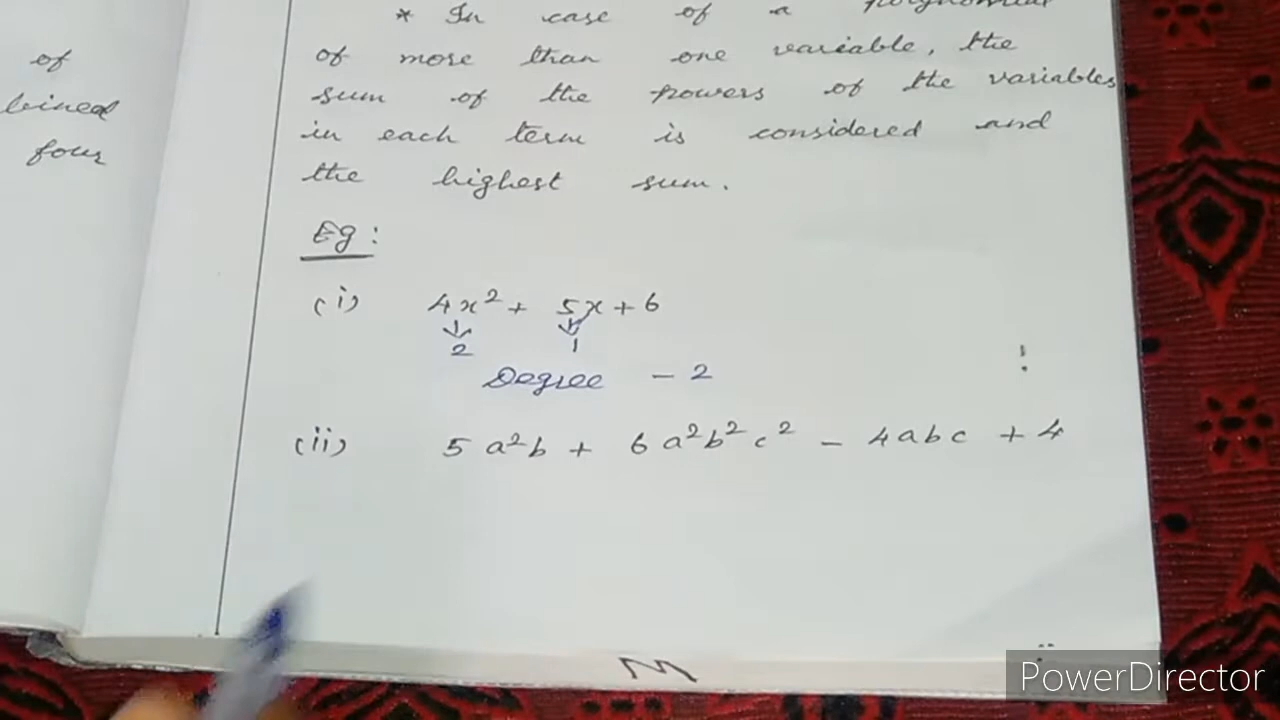 of
bined
four
* In case of a polynomial
of more than one variable, the
sum of the powers of the variables
in each term is considered and
the highest sum.
Eg:
(i) 4x² + 5x + 6
2 1
Degree - 2
(ii) 5a²b + 6a²b²c² - 4abc + 4
PowerDirector